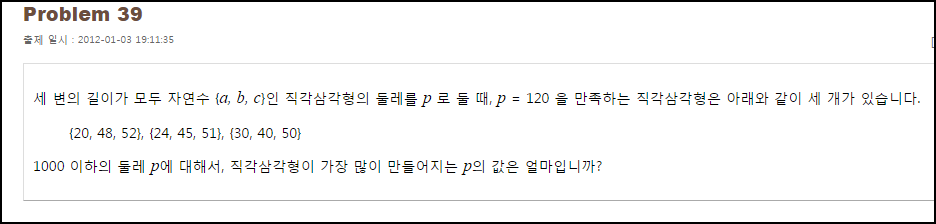 Problem 39
출제 일시 : 2012-01-03 19:11:35
세 변의 길이가 모두 자연수 {a, b, c}인 직각삼각형의 둘레를 p 로 둘 때, p = 120 을 만족하는 직각삼각형은 아래와 같이 세 개가 있습니다.
{20, 48, 52}, {24, 45, 51}, {30, 40, 50}
1000 이하의 둘레 p에 대해서, 직각삼각형이 가장 많이 만들어지는 p의 값은 얼마입니까?